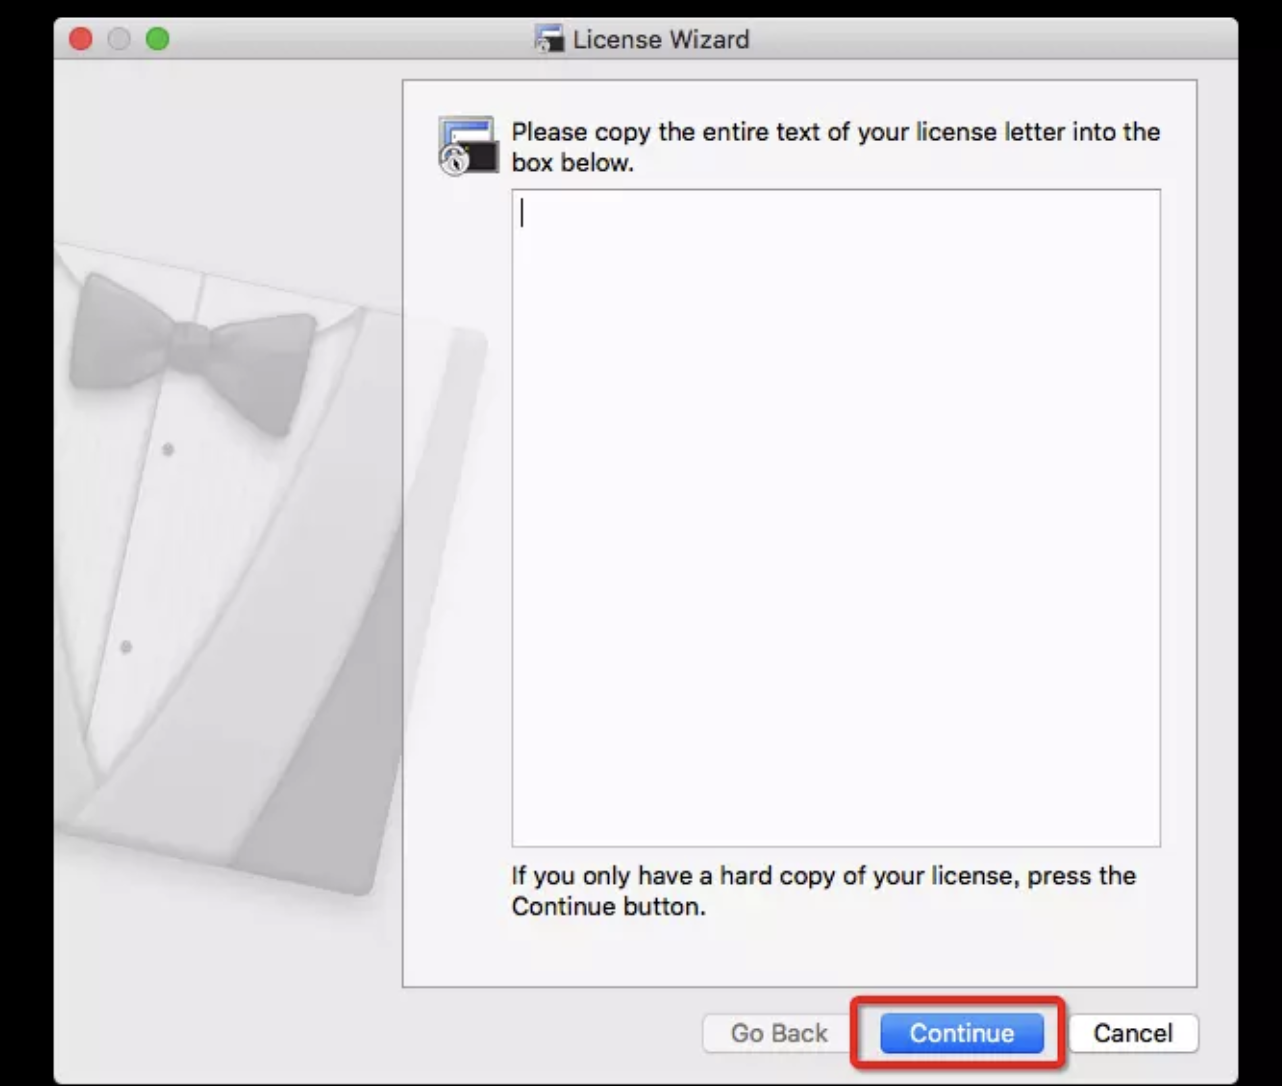 License Wizard
Please copy the entire text of your license letter into the
box below.
If you only have a hard copy of your license, press the
Continue button.
Go Back
Continue
Cancel